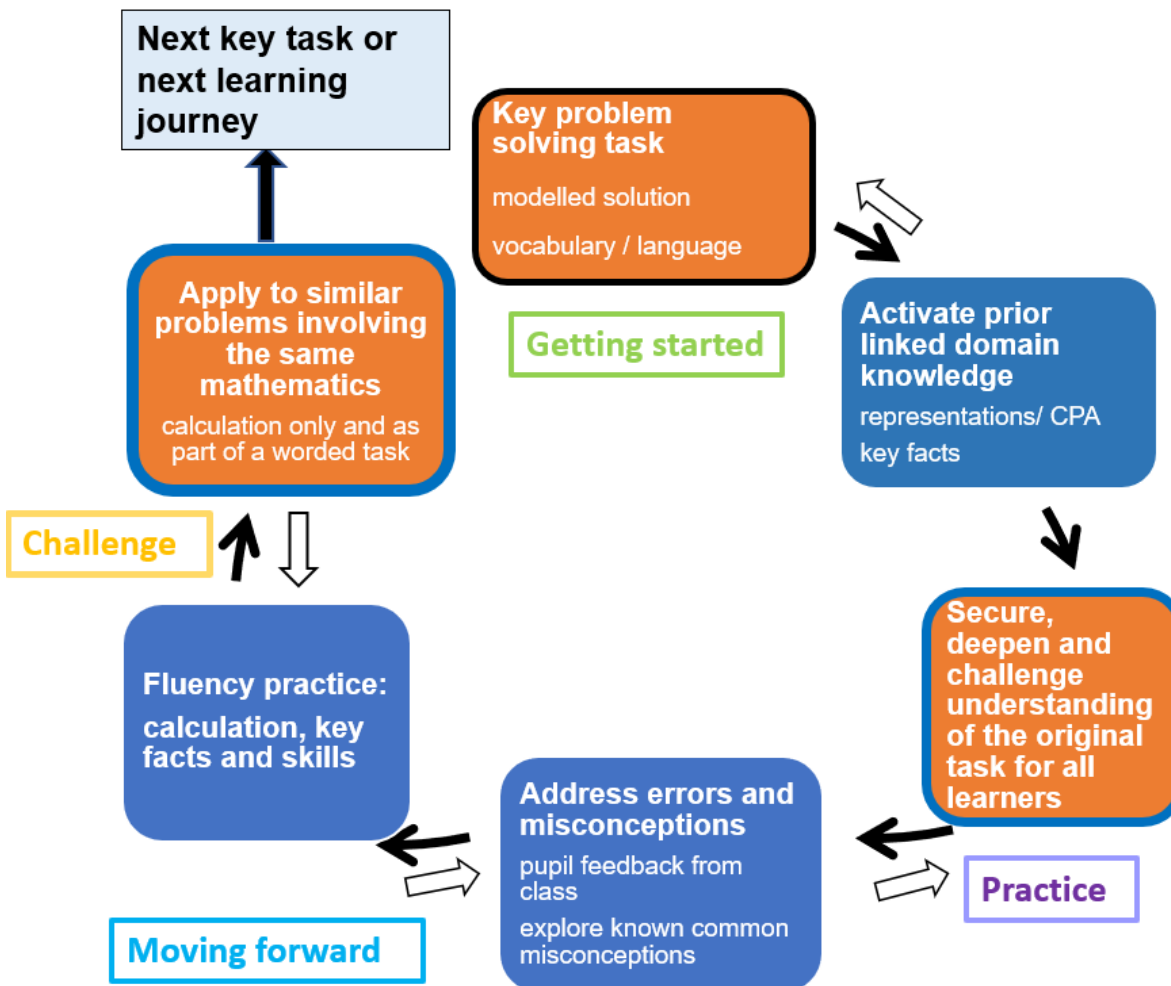 Next key task or
next learning
journey
Key problem
solving task
modelled solution
vocabulary / language
Getting started
Activate prior
linked domain
knowledge
representations/ CPA
key facts
Secure,
deepen and
challenge
understanding
of the original
task for all
learners
Practice
Address errors and
misconceptions
pupil feedback from
class
explore known common
misconceptions
Moving forward
Fluency practice:
calculation, key
facts and skills
Challenge
Apply to similar
problems involving
the same
mathematics
calculation only and as
part of a worded task